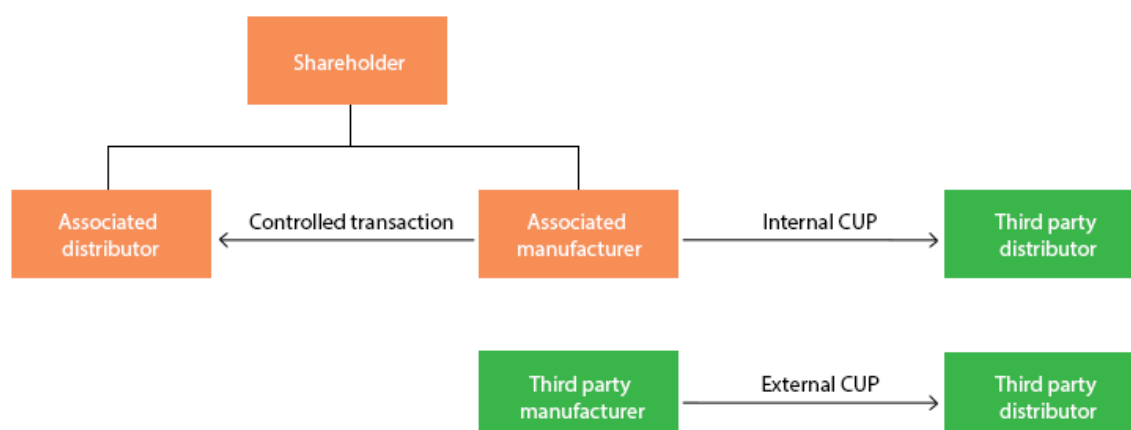 Shareholder
Associated
distributor
Controlled transaction
Associated
manufacturer
Internal CUP
Third party
distributor
Third party
manufacturer
External CUP
Third party
distributor